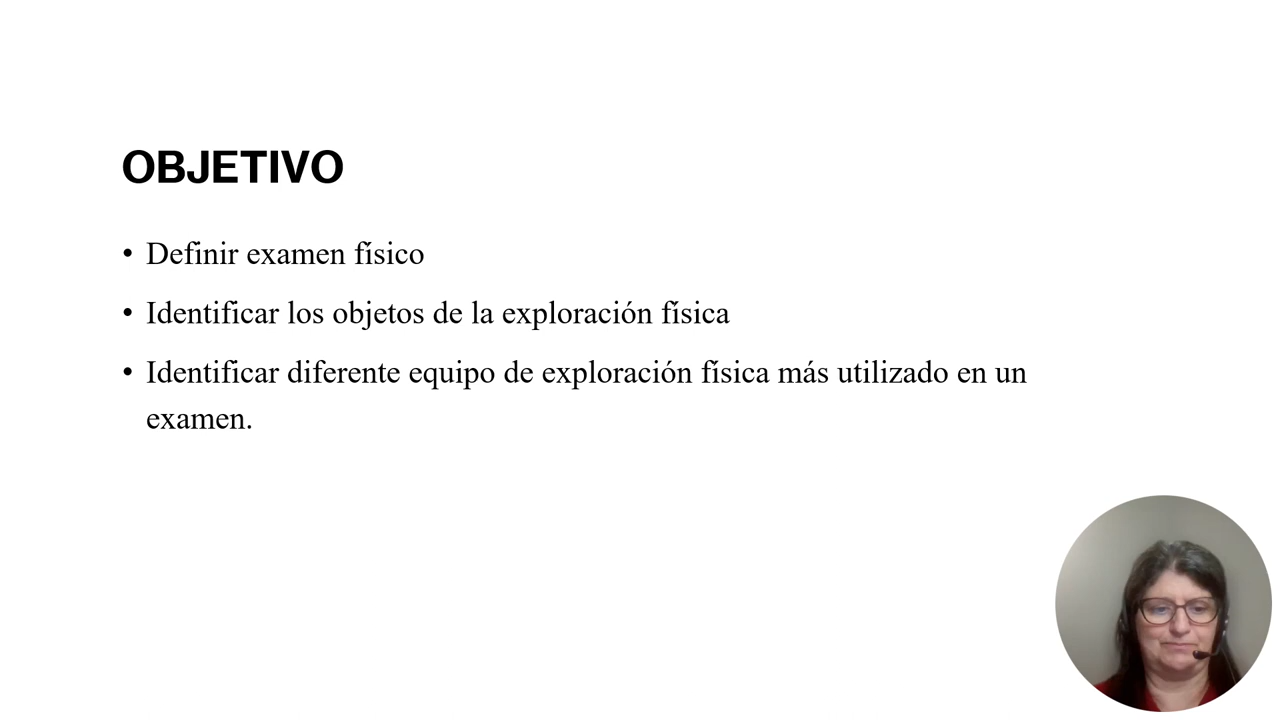 OBJETIVO
• Definir examen físico
• Identificar los objetos de la exploración física
• Identificar diferente equipo de exploración física más utilizado en un
examen.